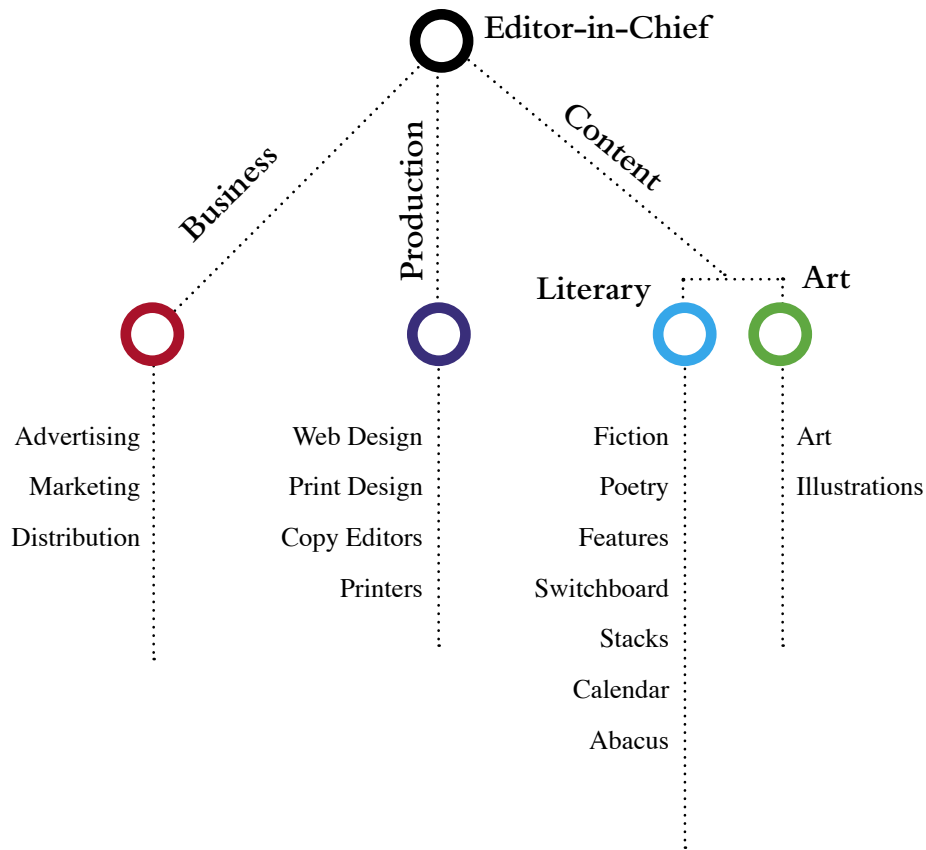 Editor-in-Chief
Business
Production
Content
Literary
Art
Advertising
Marketing
Distribution
Web Design
Print Design
Copy Editors
Printers
Fiction
Poetry
Features
Switchboard
Stacks
Calendar
Abacus
Art
Illustrations